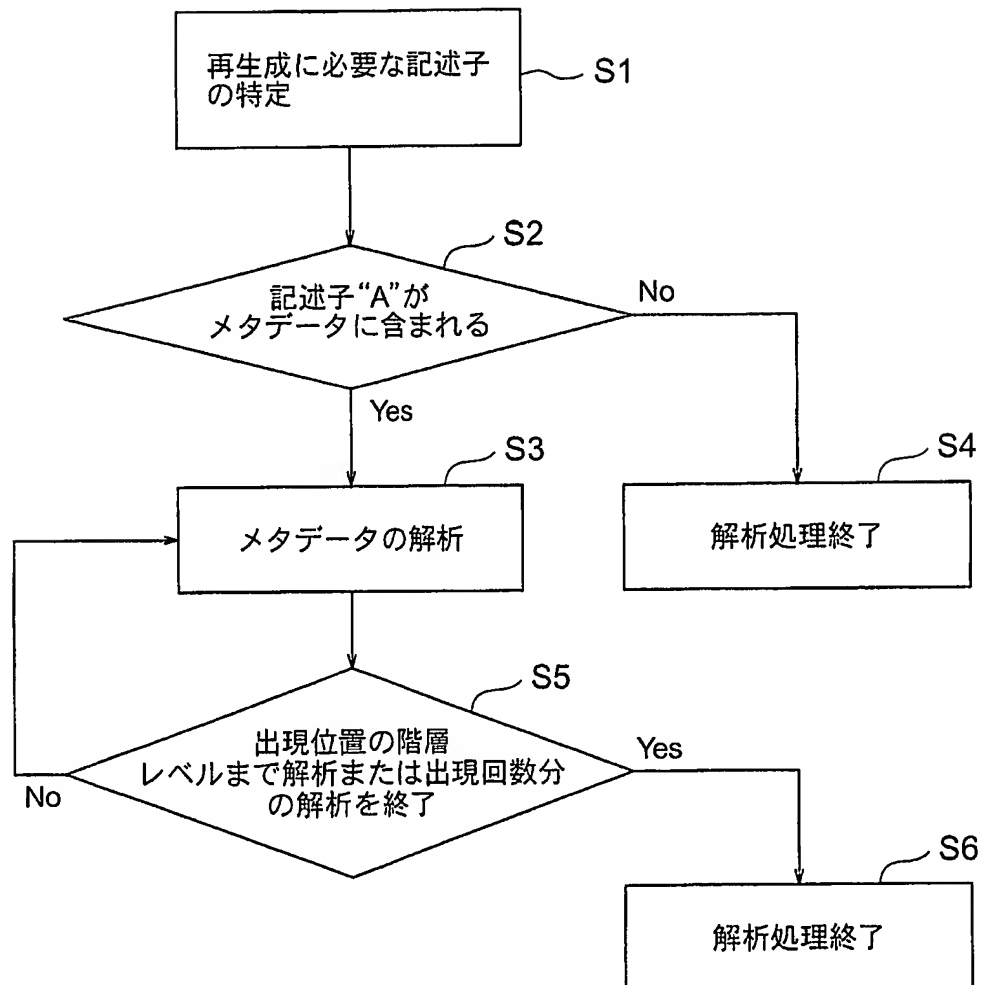 再生成に必要な記述子
の特定
S1
S2
記述子“A”が
メタデータに含まれる
No
Yes
S3
メタデータの解析
S4
解析処理終了
S5
出現位置の階層
レベルまで解析または出現回数分
の解析を終了
No
Yes
S6
解析処理終了